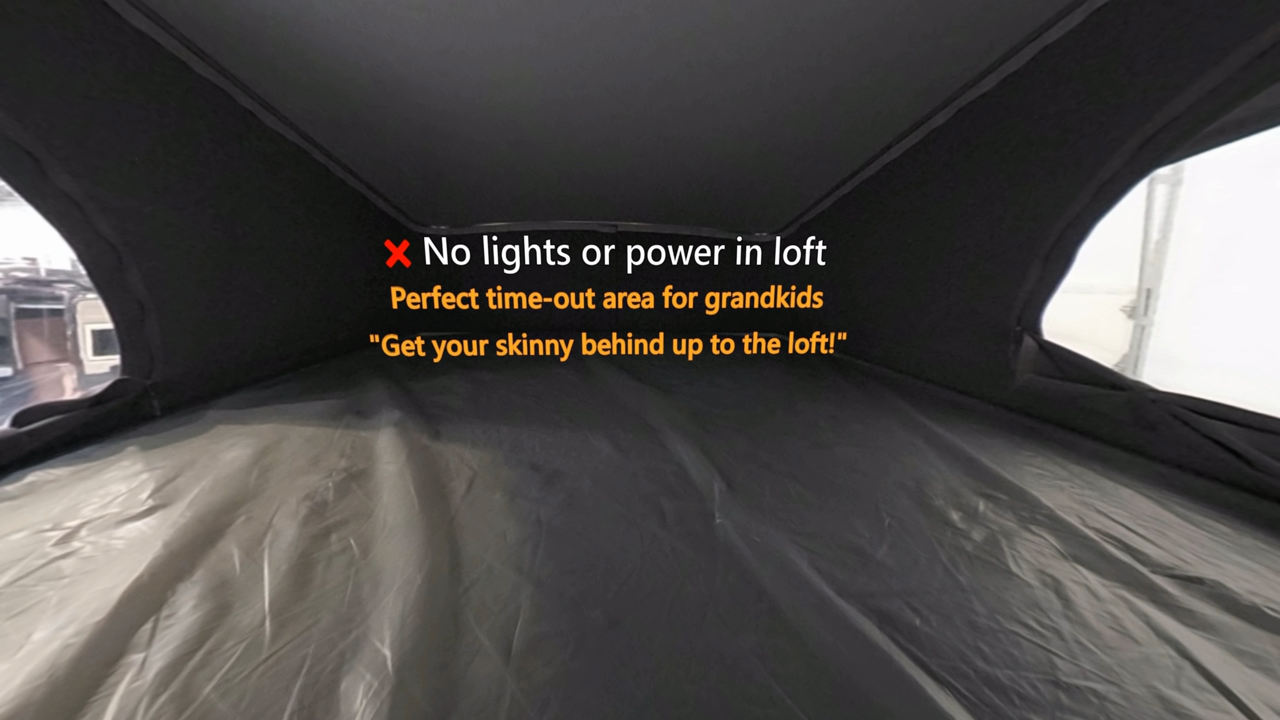 ❌ No lights or power in loft
Perfect time-out area for grandkids
"Get your skinny behind up to the loft!"